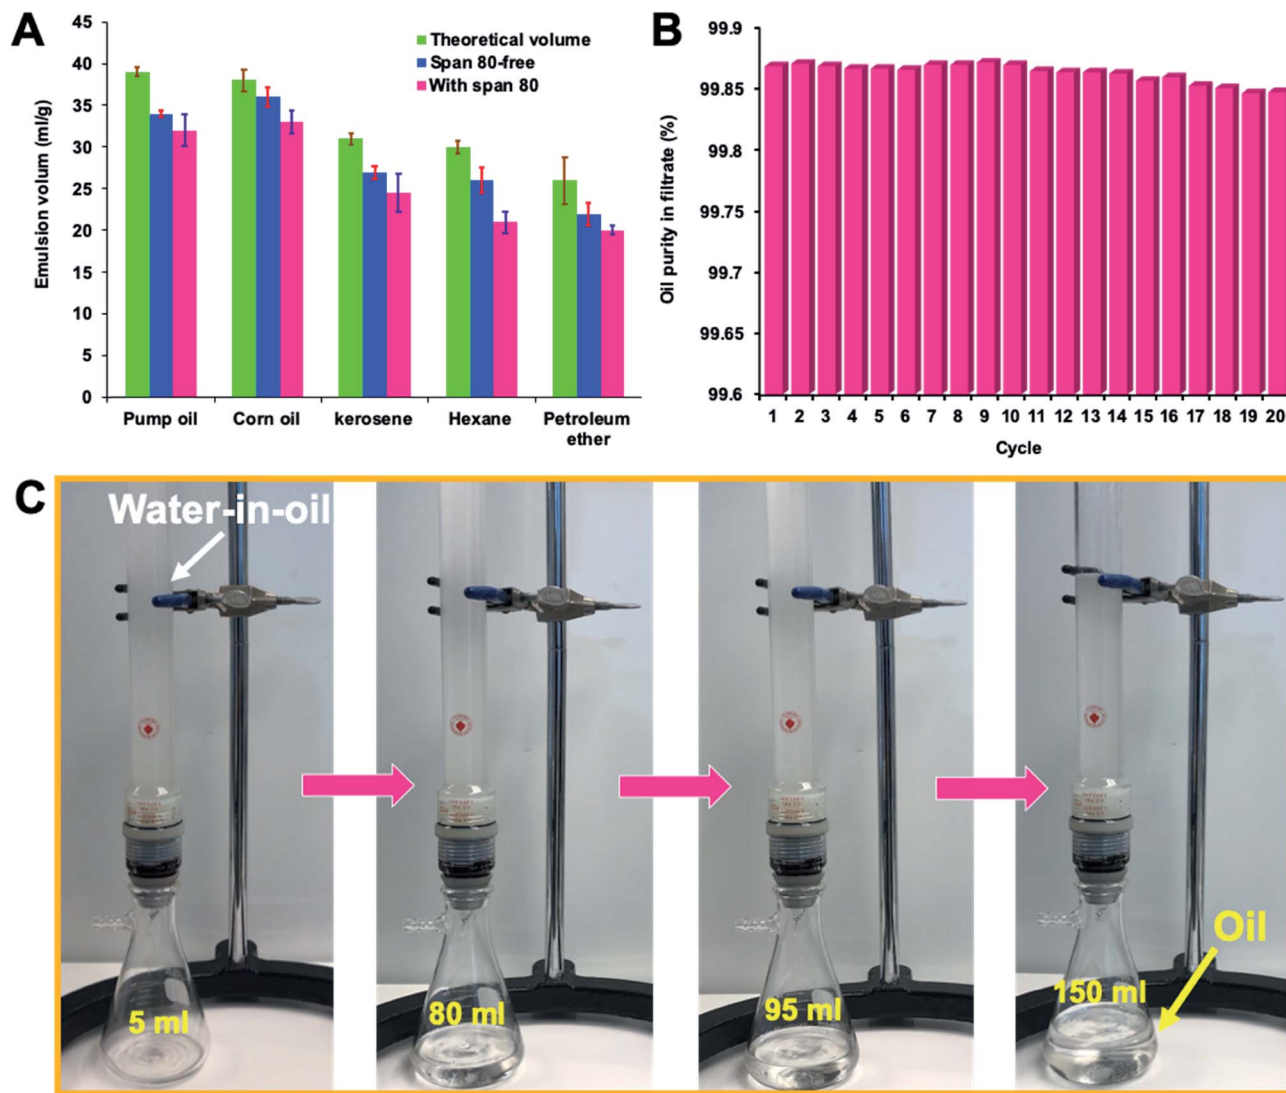 A
Emulsion volum (ml/g)
45
40
35
30
25
20
15
10
5
0
Theoretical volume
Span 80-free
With span 80
Pump oil
Corn oil
kerosene
Hexane
Petroleum
ether
B
Oil purity in filtrate (%)
99.9
99.85
99.8
99.75
99.7
99.65
99.6
1 2 3 4 5 6 7 8 9 10 11 12 13 14 15 16 17 18 19 20
Cycle
C
Water-in-oil
Oil
5 ml
80 ml
95 ml
150 ml